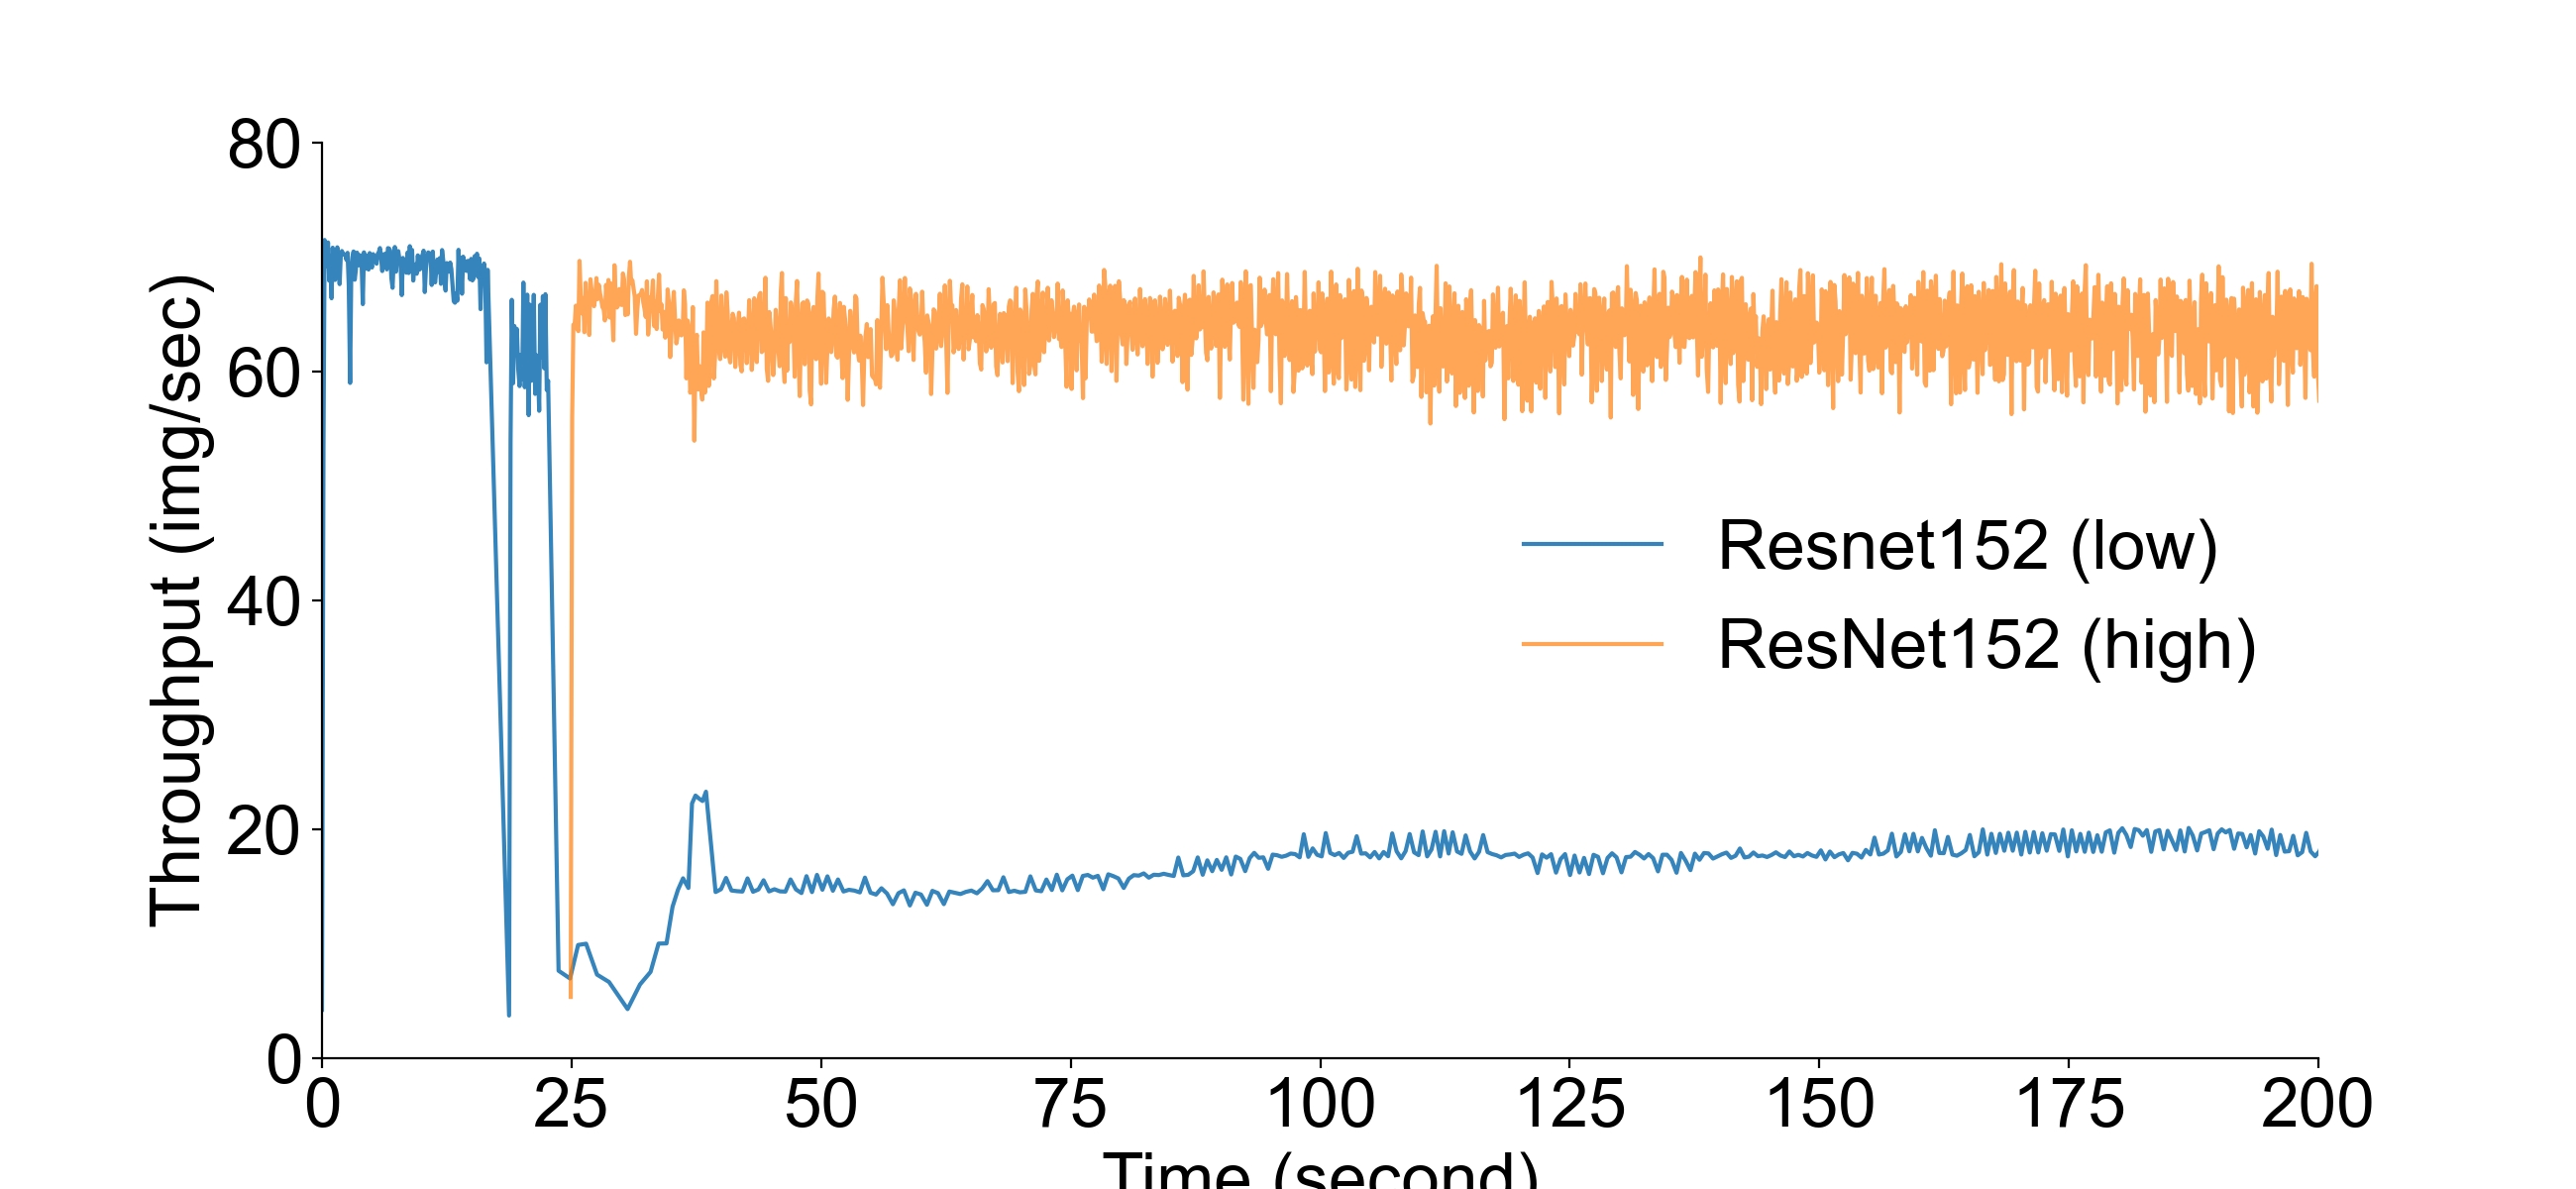 80
60
40
20
0
Throughput (img/sec)
Resnet152 (low)
ResNet152 (high)
0 25 50 75 100 125 150 175 200
Time (second)